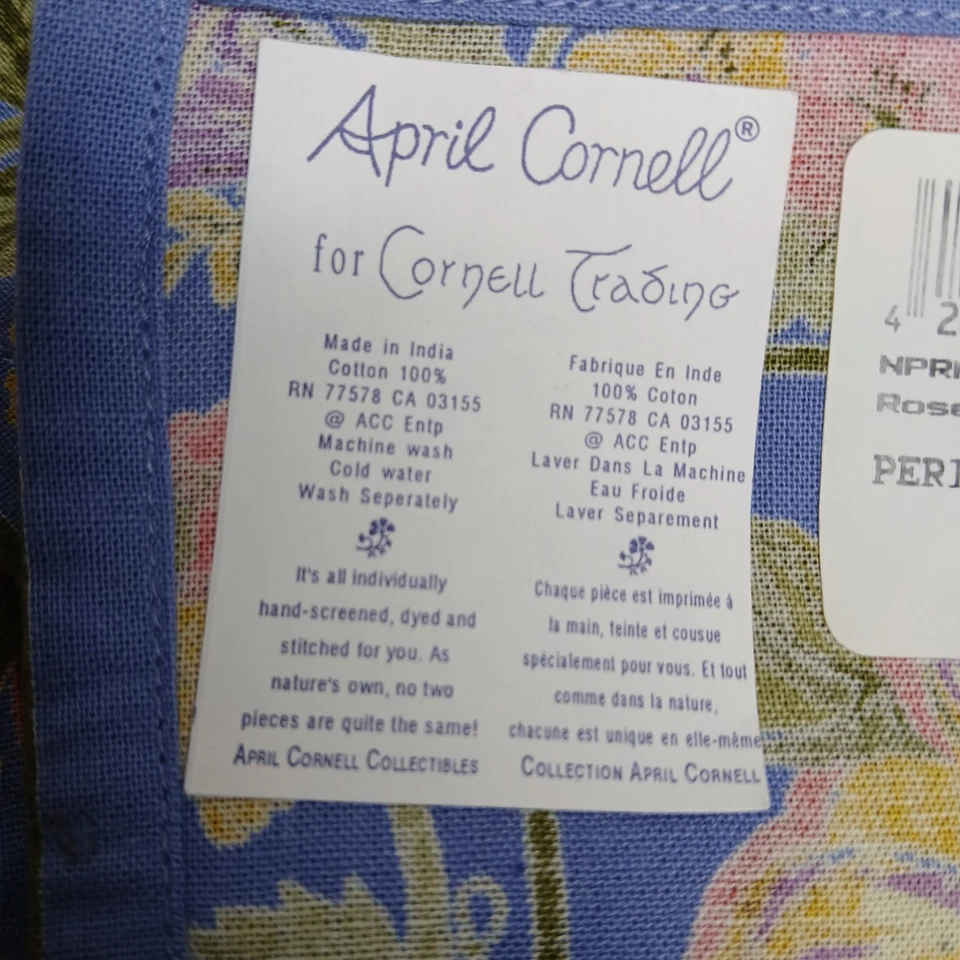 April Cornell®
for Cornell Trading
Made in India
Cotton 100%
RN 77578 CA 03155
@ ACC Entp
Machine wash
Cold water
Wash Seperately
It's all individually
hand-screened, dyed and
stitched for you. As
nature's own, no two
pieces are quite the same!
APRIL CORNELL COLLECTIBLES
Fabrique En Inde
100% Coton
RN 77578 CA 03155
@ ACC Entp
Laver Dans La Machine
Eau Froide
Laver Separement
Chaque pièce est imprimée à
la main, teinte et cousue
spécialement pour vous. Et tout
comme dans la nature,
chacune est unique en elle-même
COLLECTION APRIL CORNELL
4
Rose